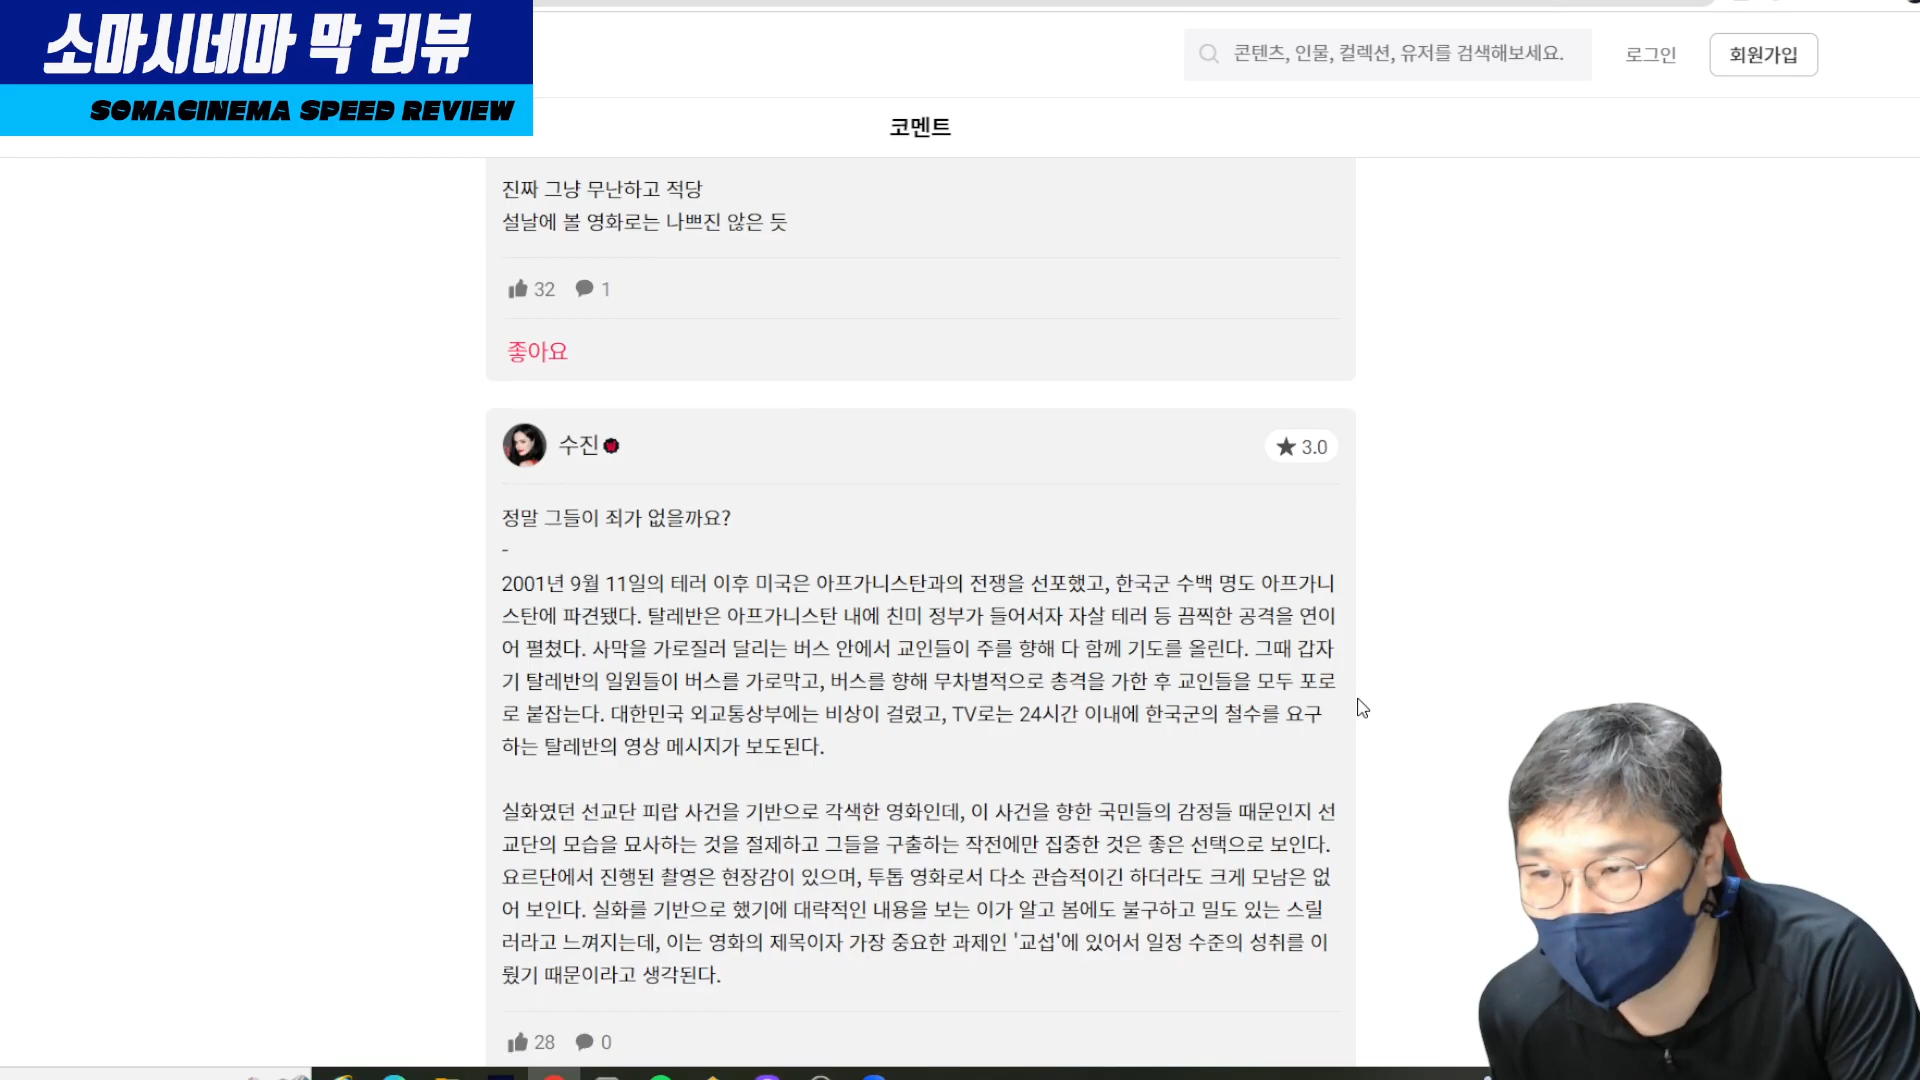 소마시네마 막 리뷰
SOMACINEMA SPEED REVIEW
콘텐츠, 인물, 컬렉션, 유저를 검색해보세요.
로그인
회원가입
코멘트
진짜 그냥 무난하고 적당
설날에 볼 영화로는 나쁘진 않은 듯
32
1
좋아요
수진
3.0
정말 그들이 죄가 없을까요?
-
2001년 9월 11일의 테러 이후 미국은 아프가니스탄과의 전쟁을 선포했고, 한국군 수백 명도 아프가니
스탄에 파견됐다. 탈레반은 아프가니스탄 내에 친미 정부가 들어서자 자살 테러 등 끔찍한 공격을 연이
어 펼쳤다. 사막을 가로질러 달리는 버스 안에서 교인들이 주를 향해 다 함께 기도를 올린다. 그때 갑자
기 탈레반의 일원들이 버스를 가로막고, 버스를 향해 무차별적으로 총격을 가한 후 교인들을 모두 포로
로 붙잡는다. 대한민국 외교통상부에는 비상이 걸렸고, TV로는 24시간 이내에 한국군의 철수를 요구
하는 탈레반의 영상 메시지가 보도된다.
실화였던 선교단 피랍 사건을 기반으로 각색한 영화인데, 이 사건을 향한 국민들의 감정들 때문인지 선
교단의 모습을 묘사하는 것을 절제하고 그들을 구출하는 작전에만 집중한 것은 좋은 선택으로 보인다.
요르단에서 진행된 촬영은 현장감이 있으며, 투톱 영화로서 다소 관습적이긴 하더라도 크게 모남은 없
어 보인다. 실화를 기반으로 했기에 대략적인 내용을 보는 이가 알고 봄에도 불구하고 밀도 있는 스릴
러라고 느껴지는데, 이는 영화의 제목이자 가장 중요한 과제인 '교섭'에 있어서 일정 수준의 성취를 이
뤘기 때문이라고 생각된다.
28
0